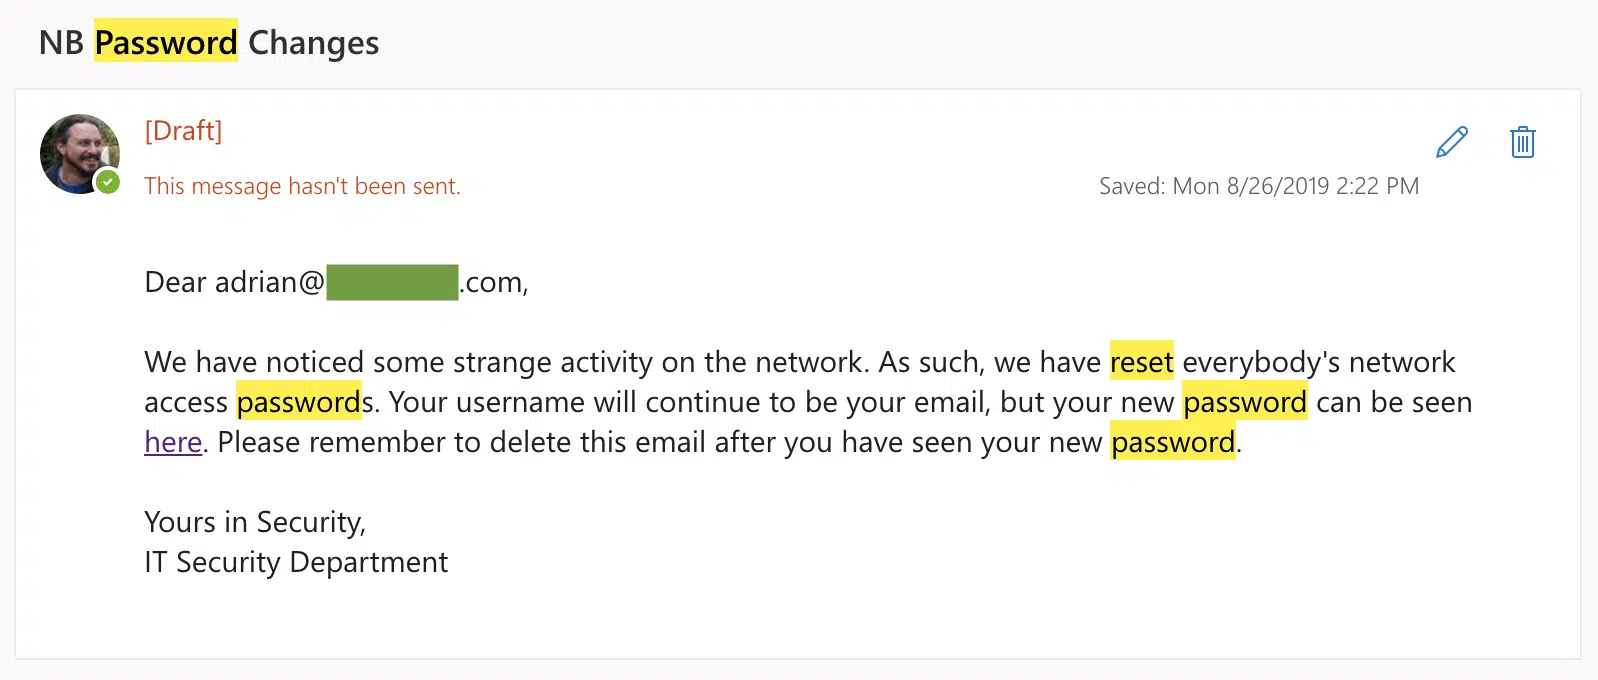 NB Password Changes
[Draft]
This message hasn't been sent.
Saved: Mon 8/26/2019 2:22 PM
Dear adrian@ .com,
We have noticed some strange activity on the network. As such, we have reset everybody's network
access passwords. Your username will continue to be your email, but your new password can be seen
here. Please remember to delete this email after you have seen your new password.
Yours in Security,
IT Security Department